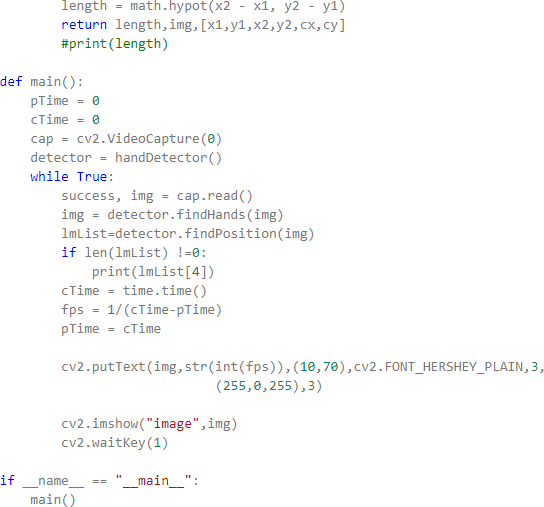 length = math.hypot(x2 - x1, y2 - y1)
return length,img,[x1,y1,x2,y2,cx,cy]
#print(length)
def main():
pTime = 0
cTime = 0
cap = cv2.VideoCapture(0)
detector = handDetector()
while True:
success, img = cap.read()
img = detector.findHands(img)
lmList=detector.findPosition(img)
if len(lmList) !=0:
print(lmList[4])
cTime = time.time()
fps = 1/(cTime-pTime)
pTime = cTime
cv2.putText(img,str(int(fps)),(10,70),cv2.FONT_HERSHEY_PLAIN,3,
(255,0,255),3)
cv2.imshow("image",img)
cv2.waitKey(1)
if __name__ == "__main__":
main()